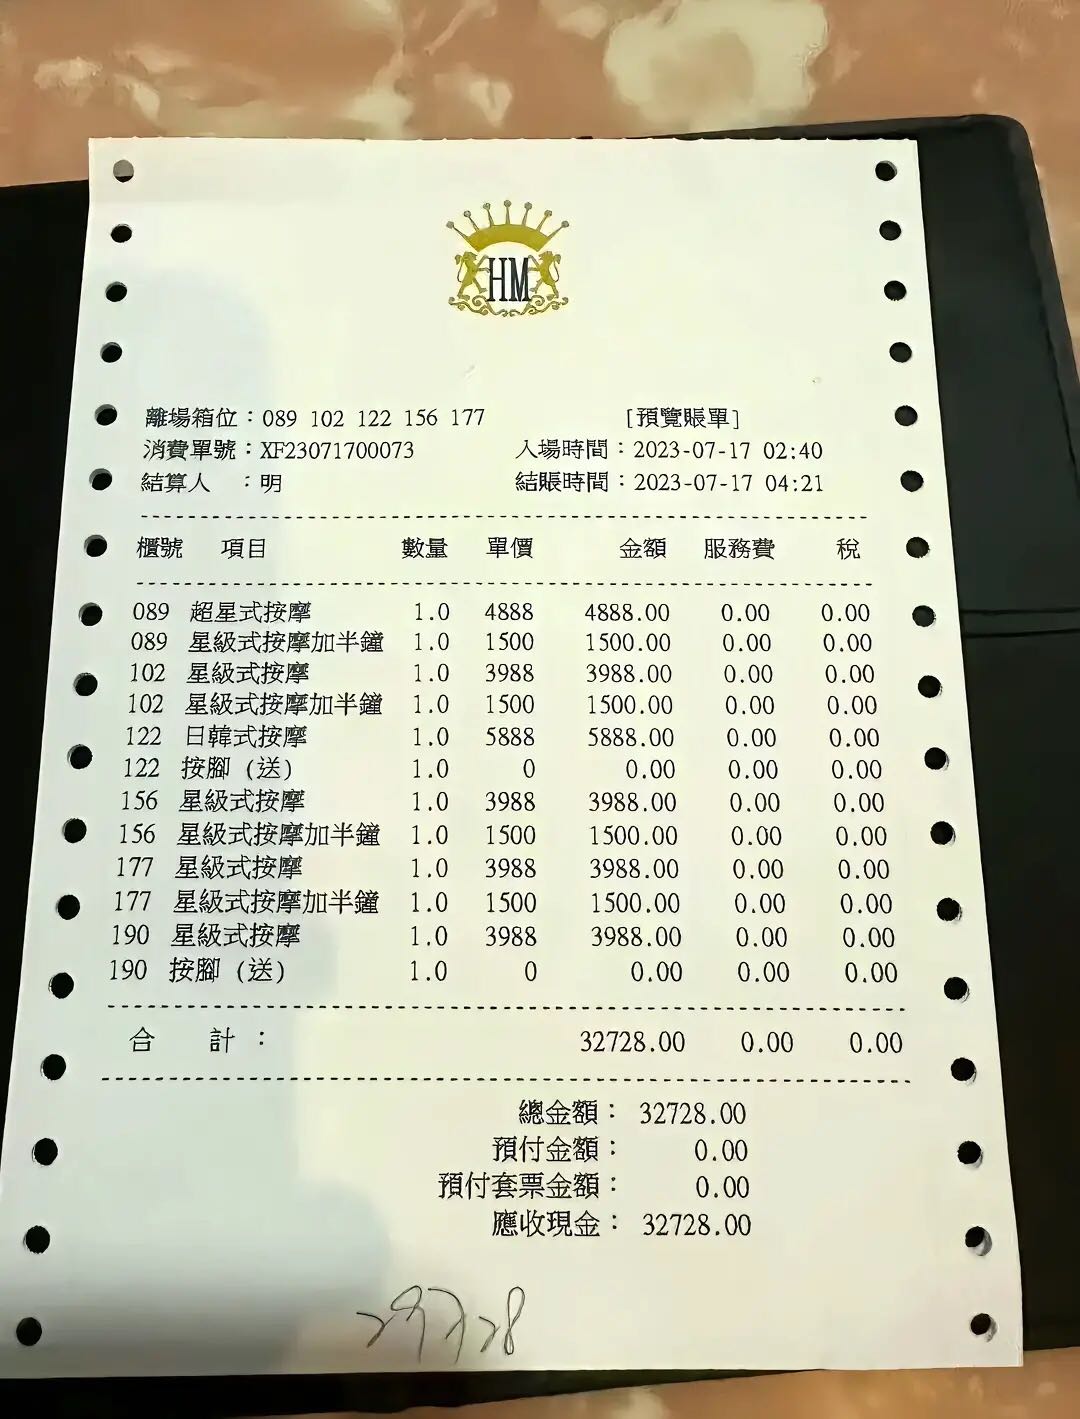 HM
離場箱位：089 102 122 156 177 [預覽賬單]
消費單號：XF23071700073 入場時間：2023-07-17 02:40
結算人 ：明 結賬時間：2023-07-17 04:21
櫃號 項目 數量 單價 金額 服務費 稅
089 超星式按摩 1.0 4888 4888.00 0.00 0.00
089 星級式按摩加半鐘 1.0 1500 1500.00 0.00 0.00
102 星級式按摩 1.0 3988 3988.00 0.00 0.00
102 星級式按摩加半鐘 1.0 1500 1500.00 0.00 0.00
122 日韓式按摩 1.0 5888 5888.00 0.00 0.00
122 按腳 (送) 1.0 0 0.00 0.00 0.00
156 星級式按摩 1.0 3988 3988.00 0.00 0.00
156 星級式按摩加半鐘 1.0 1500 1500.00 0.00 0.00
177 星級式按摩 1.0 3988 3988.00 0.00 0.00
177 星級式按摩加半鐘 1.0 1500 1500.00 0.00 0.00
190 星級式按摩 1.0 3988 3988.00 0.00 0.00
190 按腳 (送) 1.0 0 0.00 0.00 0.00
合 計： 32728.00 0.00 0.00
總金額： 32728.00
預付金額： 0.00
預付套票金額： 0.00
應收現金： 32728.00
29728